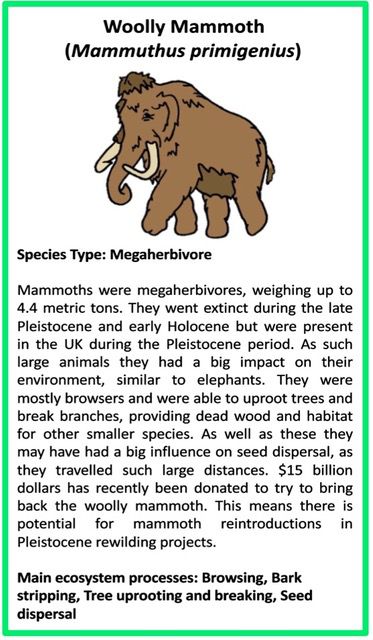 Woolly Mammoth
(Mammuthus primigenius)
Species Type: Megaherbivore
Mammoths were megaherbivores, weighing up to
4.4 metric tons. They went extinct during the late
Pleistocene and early Holocene but were present
in the UK during the Pleistocene period. As such
large animals they had a big impact on their
environment, similar to elephants. They were
mostly browsers and were able to uproot trees and
break branches, providing dead wood and habitat
for other smaller species. As well as these they
may have had a big influence on seed dispersal, as
they travelled such large distances. $15 billion
dollars has recently been donated to try to bring
back the woolly mammoth. This means there is
potential for mammoth reintroductions in
Pleistocene rewilding projects.
Main ecosystem processes: Browsing, Bark
stripping, Tree uprooting and breaking, Seed
dispersal